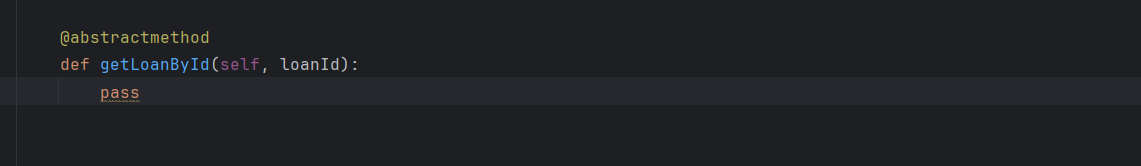 @abstractmethod
def getLoanById(self, loanId):
    pass